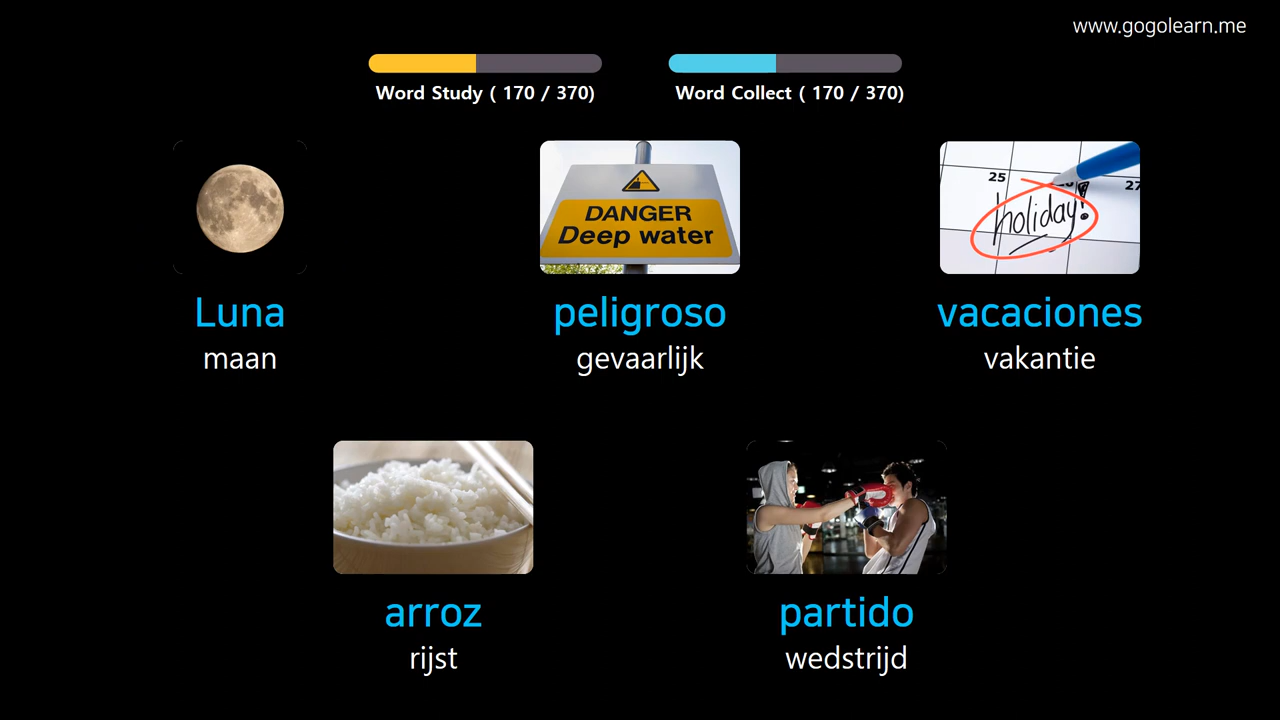 www.gogolearn.me
Word Study ( 170 / 370)
Word Collect ( 170 / 370)
DANGER
Deep water
25
27
holiday!
Luna
peligroso
vacaciones
maan
gevaarlijk
vakantie
arroz
partido
rijst
wedstrijd